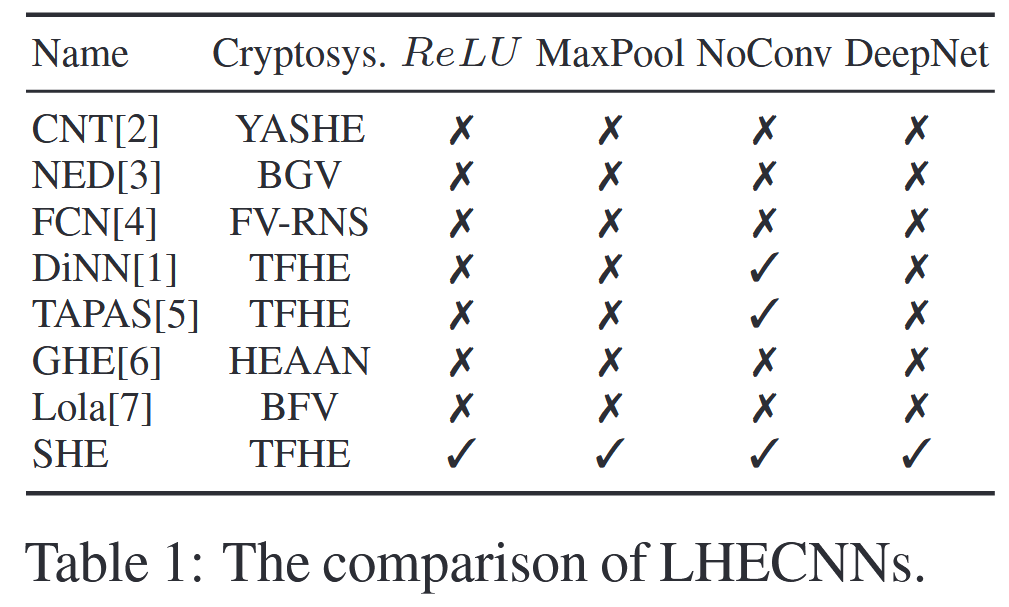 Name Cryptosys. ReLU MaxPool NoConv DeepNet
CNT[2] YASHE ✗ ✗ ✗ ✗
NED[3] BGV ✗ ✗ ✗ ✗
FCN[4] FV-RNS ✗ ✗ ✗ ✗
DiNN[1] TFHE ✗ ✗ ✓ ✗
TAPAS[5] TFHE ✗ ✗ ✓ ✗
GHE[6] HEAAN ✗ ✗ ✗ ✗
Lola[7] BFV ✗ ✗ ✗ ✗
SHE TFHE ✓ ✓ ✓ ✓
Table 1: The comparison of LHECNNs.